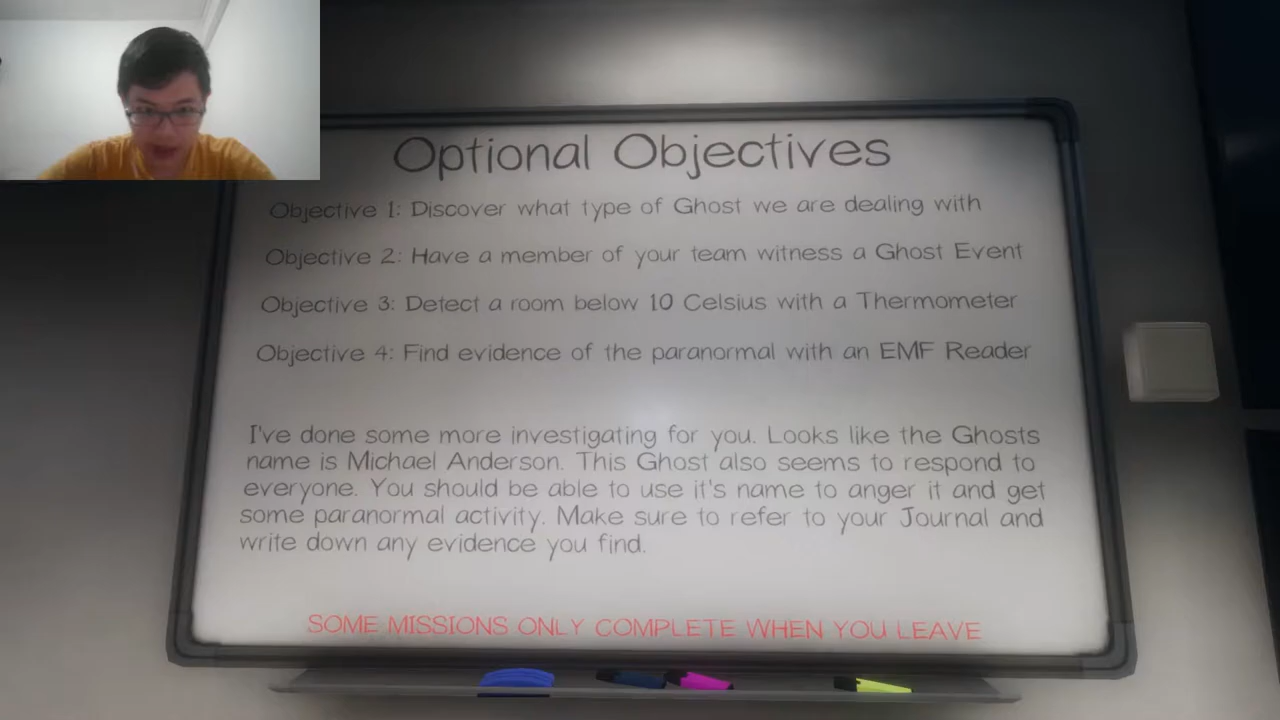 Optional Objectives
Objective 1: Discover what type of Ghost we are dealing with
Objective 2: Have a member of your team witness a Ghost Event
Objective 3: Detect a room below 10 Celsius with a Thermometer
Objective 4: Find evidence of the paranormal with an EMF Reader
I've done some more investigating for you. Looks like the Ghosts
name is Michael Anderson. This Ghost also seems to respond to
everyone. You should be able to use it's name to anger it and get
some paranormal activity. Make sure to refer to your Journal and
write down any evidence you find.
SOME MISSIONS ONLY COMPLETE WHEN YOU LEAVE